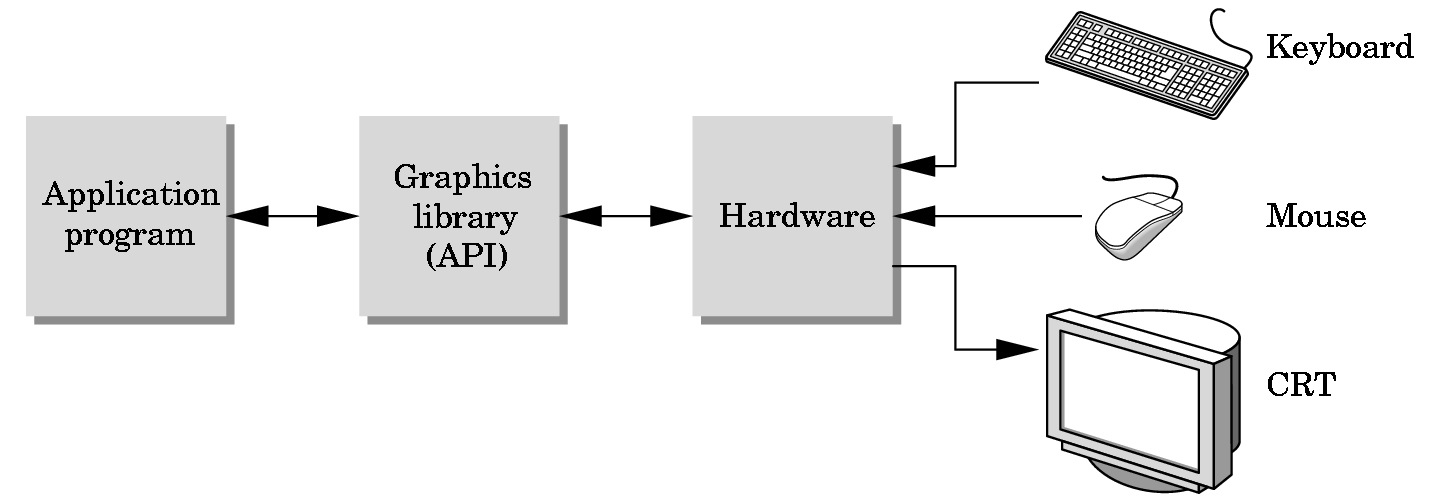 Application
program
Graphics
library
(API)
Hardware
Keyboard
Mouse
CRT